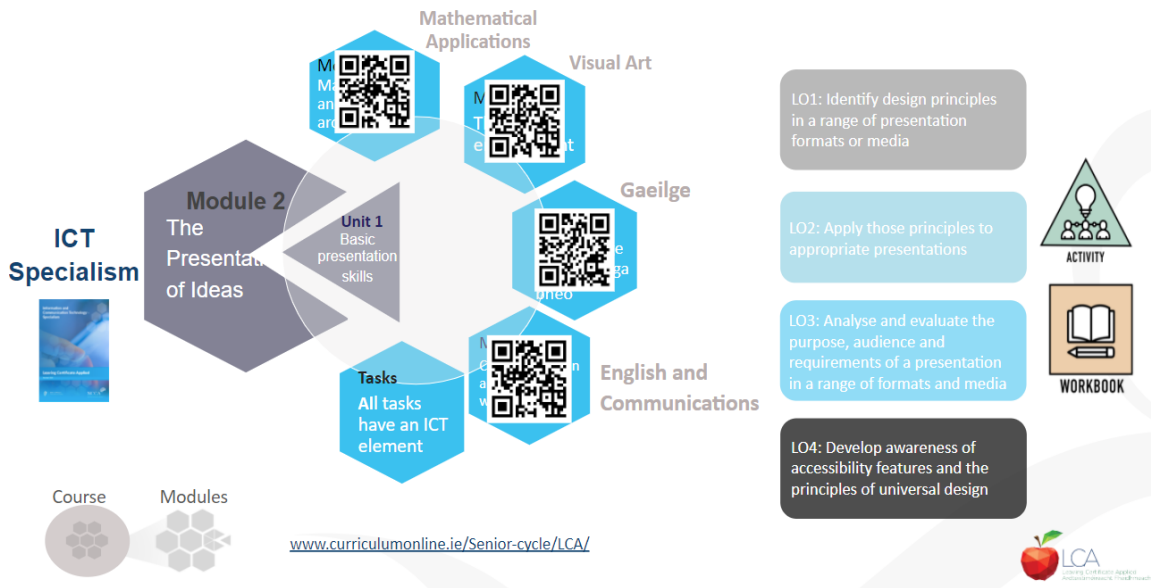 Mathematical
Applications
Visual Art
Gaeilge
English and
Communications
ICT
Specialism
Module 2
The
Presentati
of Ideas
Unit 1
Basic
presentation
skills
Tasks
All tasks
have an ICT
element
LO1: Identify design principles
in a range of presentation
formats or media
LO2: Apply those principles to
appropriate presentations
LO3: Analyse and evaluate the
purpose, audience and
requirements of a presentation
in a range of formats and media
LO4: Develop awareness of
accessibility features and the
principles of universal design
ACTIVITY
WORKBOOK
Course
Modules
www.curriculumonline.ie/Senior-cycle/LCA/
LCA
Leaving Certificate Applied